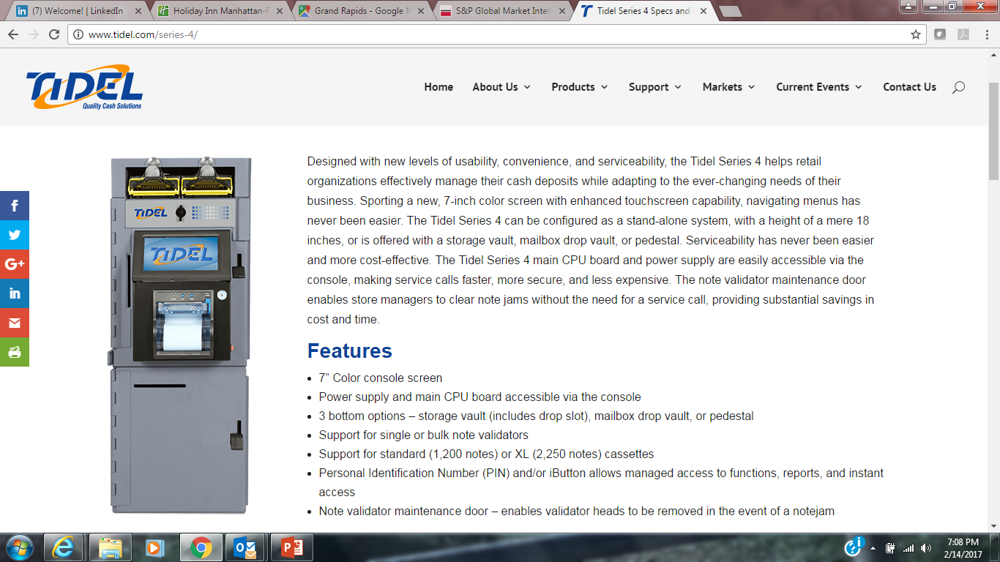 (7) Welcome! | LinkedIn
Holiday Inn Manhattan-F
Grand Rapids - Google M
S&P Global Market Intell
Tidel Series 4 Specs and
www.tidel.com/series-4/
TIDEL
Quality Cash Solutions
Home
About Us
Products
Support
Markets
Current Events
Contact Us
TIDEL
TIDEL
Designed with new levels of usability, convenience, and serviceability, the Tidel Series 4 helps retail
organizations effectively manage their cash deposits while adapting to the ever-changing needs of their
business. Sporting a new, 7-inch color screen with enhanced touchscreen capability, navigating menus has
never been easier. The Tidel Series 4 can be configured as a stand-alone system, with a height of a mere 18
inches, or is offered with a storage vault, mailbox drop vault, or pedestal. Serviceability has never been easier
and more cost-effective. The Tidel Series 4 main CPU board and power supply are easily accessible via the
console, making service calls faster, more secure, and less expensive. The note validator maintenance door
enables store managers to clear note jams without the need for a service call, providing substantial savings in
cost and time.
Features
• 7” Color console screen
• Power supply and main CPU board accessible via the console
• 3 bottom options – storage vault (includes drop slot), mailbox drop vault, or pedestal
• Support for single or bulk note validators
• Support for standard (1,200 notes) or XL (2,250 notes) cassettes
• Personal Identification Number (PIN) and/or iButton allows managed access to functions, reports, and instant
access
• Note validator maintenance door – enables validator heads to be removed in the event of a notejam
7:08 PM
2/14/2017